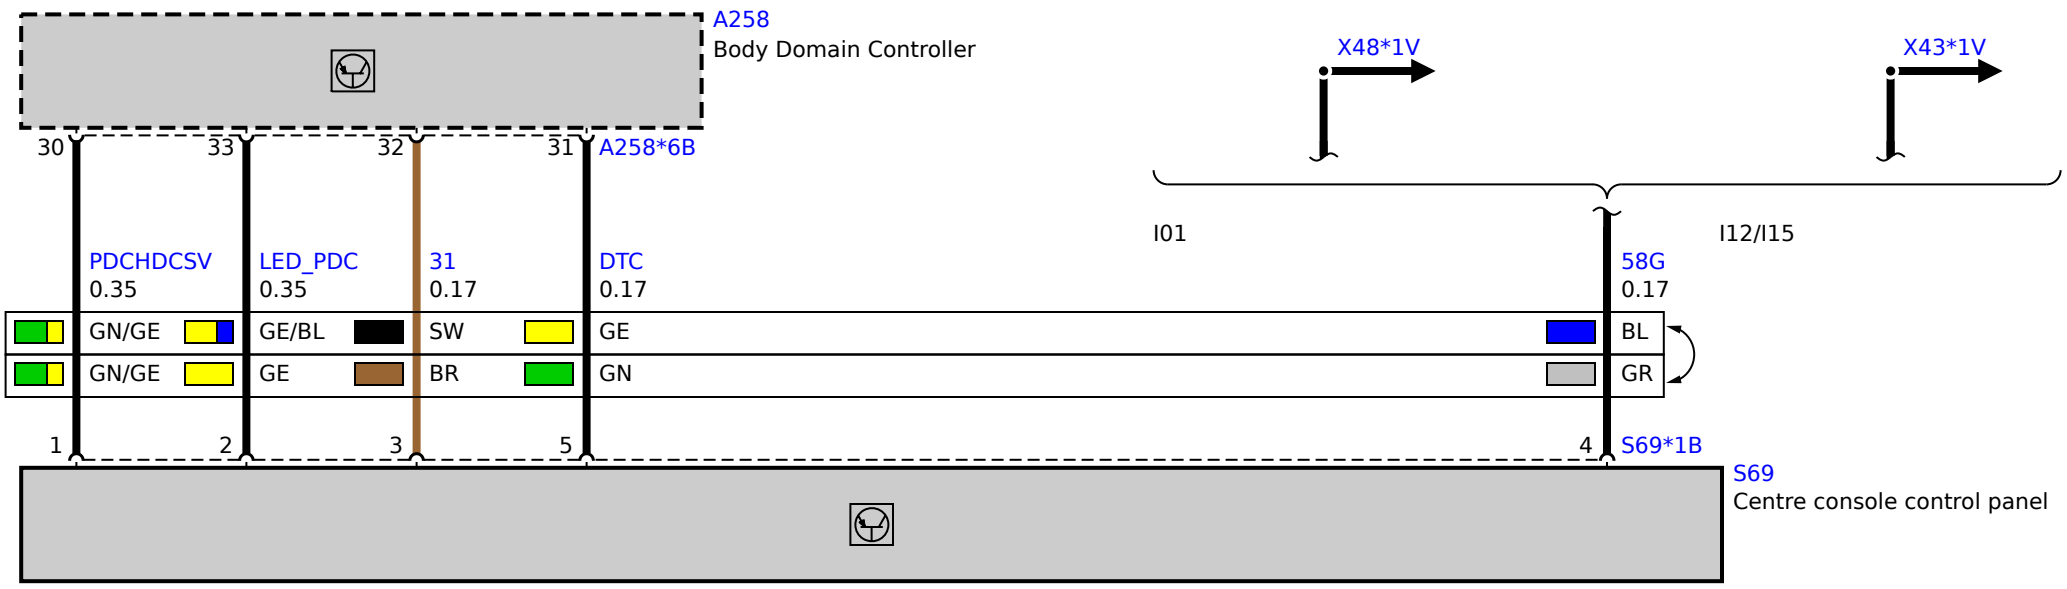 A258
Body Domain Controller
X48*1V
X43*1V
30
33
32
31
A258*6B
I01
I12/I15
PDCHDCSV
LED_PDC
31
DTC
58G
0.35
0.35
0.17
0.17
0.17
GN/GE
GE/BL
SW
GE
BL
GN/GE
GE
BR
GN
GR
1
2
3
5
4
S69*1B
S69
Centre console control panel